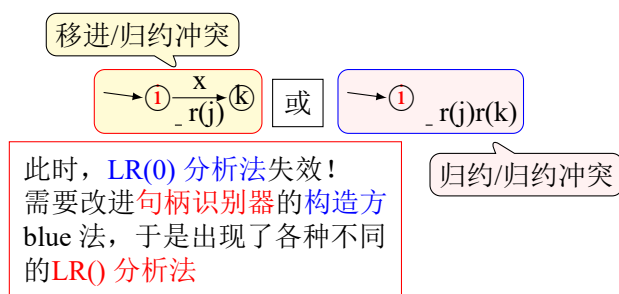 移进/归约冲突
i x k
_ r(j)
或
i
_ r(j)r(k)
归约/归约冲突
此时，LR(0) 分析法失效！
需要改进句柄识别器的构造方
blue 法，于是出现了各种不同
的LR() 分析法